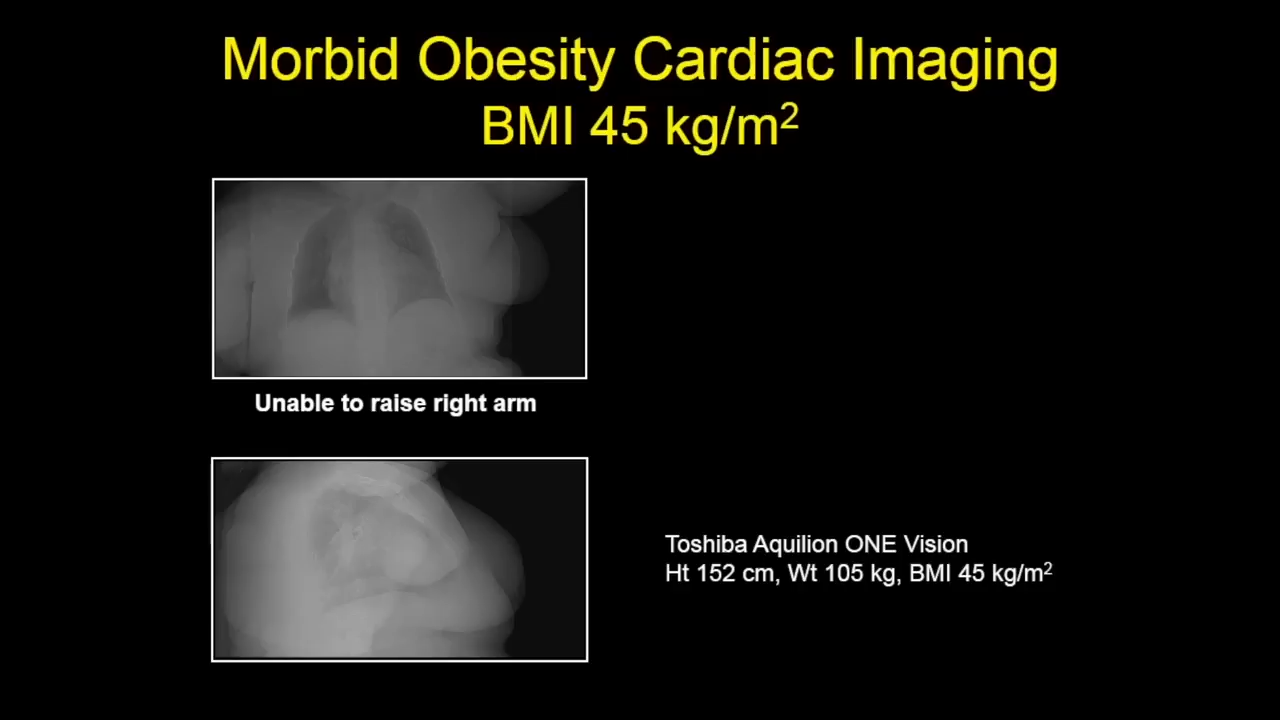 Morbid Obesity Cardiac Imaging
BMI 45 kg/m²
Unable to raise right arm
Toshiba Aquilion ONE Vision
Ht 152 cm, Wt 105 kg, BMI 45 kg/m²